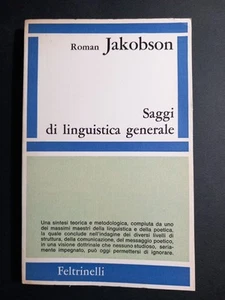 Roman Jakobson
Saggi
di linguistica generale
Una sintesi teorica e metodologica, compiuta da uno
dei massimi maestri della linguistica e della poetica,
la quale conclude nell'indagine dei diversi livelli di
struttura, della comunicazione, del messaggio poetico,
in una visione dottrinale che nessuno studioso, seria-
mente impegnato, può oggi permettersi di ignorare.
Feltrinelli